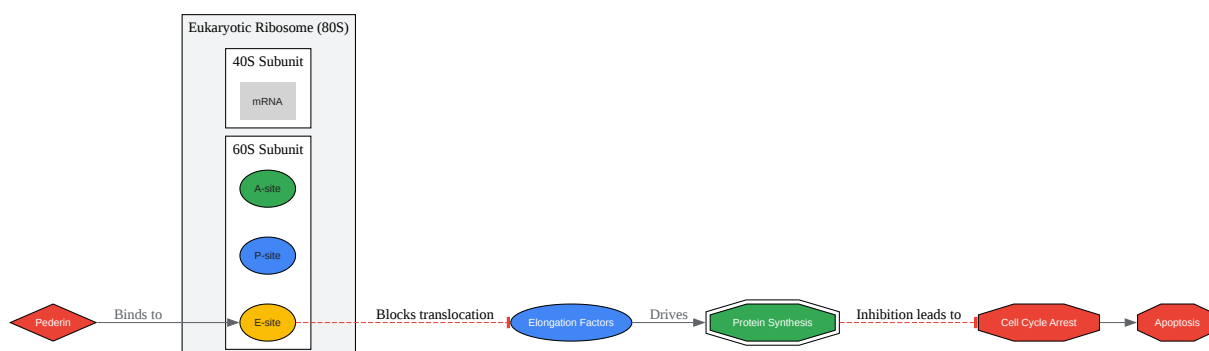 Eukaryotic Ribosome (80S)
40S Subunit
mRNA
60S Subunit
A-site
P-site
Pederin
Binds to
E-site
Blocks translocation
Elongation Factors
Drives
Protein Synthesis
Inhibition leads to
Cell Cycle Arrest
Apoptosis